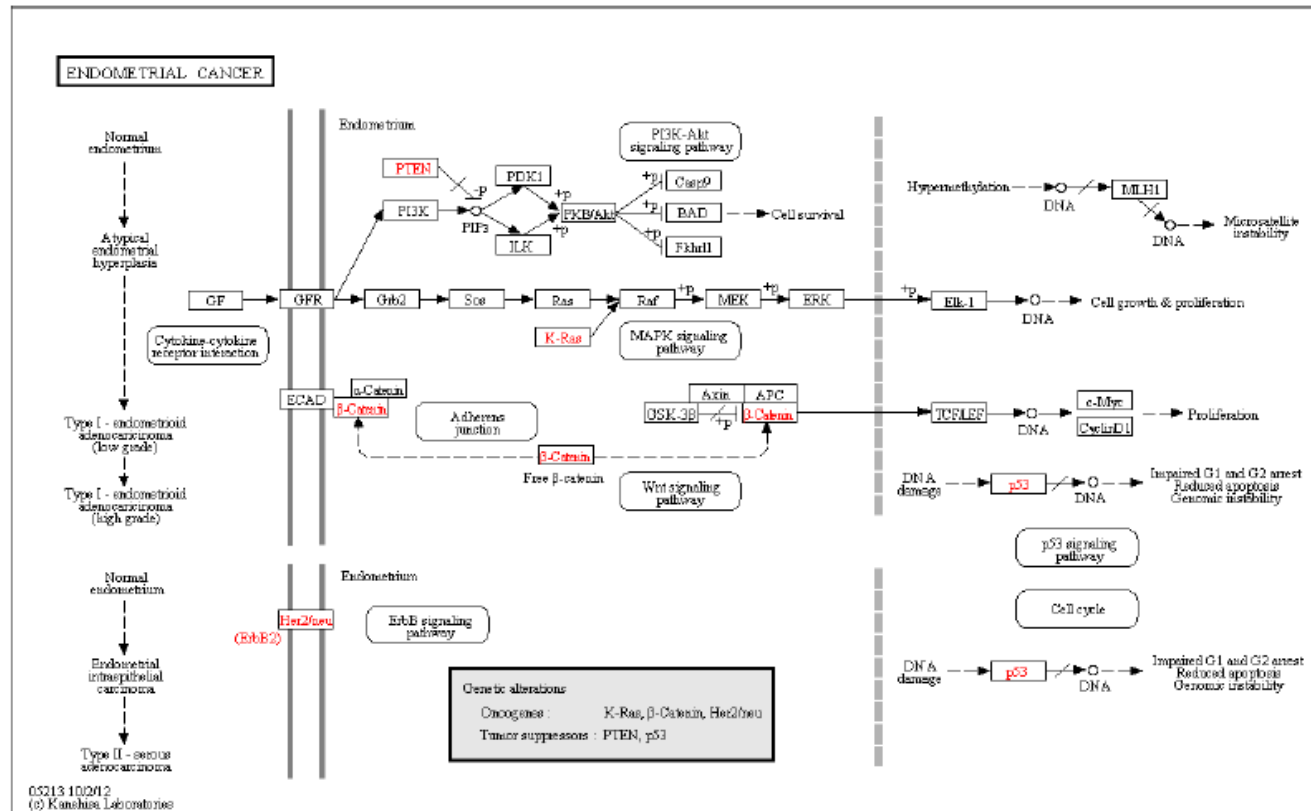 ENDOMETRIAL CANCER
Normal
endometrium
Atypical
endometrial
hyperplasia
Type I - endometrioid
adenocarcinoma
(low grade)
Type I - endometrioid
adenocarcinoma
(high grade)
Endometrium
PI3K-Akt
signaling pathway
PTEN
-p
PI3K
PIP3
PDK1
ILK
+p
+p
PKB/Akt
+p
+p
+p
Casp9
BAD
Fkhrl1
Cell survival
Hypermethylation
DNA
MLH1
DNA
Microsatellite
instability
GF
GFR
Grb2
Sos
Ras
Raf
+p
MEK
+p
ERK
+p
Elk-1
DNA
Cell growth & proliferation
K-Ras
Cytokine-cytokine
receptor interaction
MAPK signaling
pathway
ECAD
α-Catenin
β-Catenin
Adherens
junction
Axin
APC
GSK-3β
+p
β-Catenin
TCF/LEF
DNA
c-Myc
CyclinD1
Proliferation
β-Catenin
Free β-catenin
Wnt signaling
pathway
DNA
damage
p53
DNA
Impaired G1 and G2 arrest
Reduced apoptosis
Genomic instability
p53 signaling
pathway
Cell cycle
Normal
endometrium
Endometrial
intraepithelial
carcinoma
Type II - serous
adenocarcinoma
Endometrium
Her2/neu
(ErbB2)
ErbB signaling
pathway
DNA
damage
p53
DNA
Impaired G1 and G2 arrest
Reduced apoptosis
Genomic instability
Genetic alterations
Oncogenes : K-Ras, β-Catenin, Her2/neu
Tumor suppressors : PTEN, p53
05213 10/2/12
(c) Kanehisa Laboratories